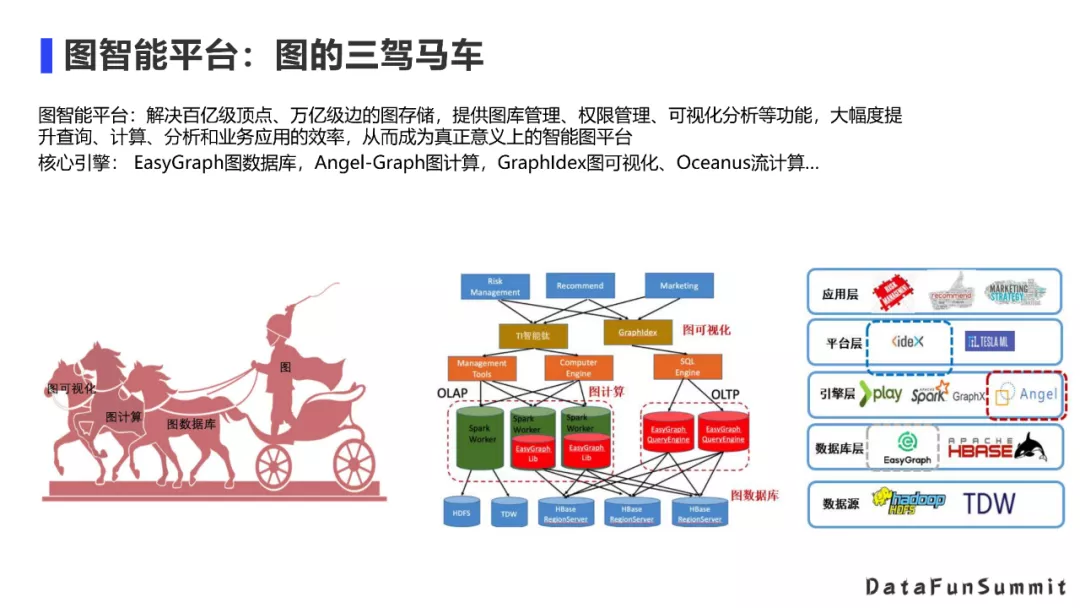 图智能平台：图的三驾马车
图智能平台：解决百亿级顶点、万亿级边的图存储，提供图库管理、权限管理、可视化分析等功能，大幅度提
升查询、计算、分析和业务应用的效率，从而成为真正意义上的智能图平台
核心引擎： EasyGraph图数据库，Angel-Graph图计算，GraphIdex图可视化、Oceanus流计算...
图可视化
图计算
图数据库
图
Risk
Management
Recommend
Marketing
TI智能钛
GraphIdex
图可视化
Management
Tools
Computer
Engine
SQL
Engine
OLAP
图计算
OLTP
Spark
Worker
Spark
Worker
EasyGraph
Lib
Spark
Worker
EasyGraph
Lib
EasyGraph
QueryEngine
EasyGraph
QueryEngine
图数据库
HDFS
TDW
HBase
RegionServer
HBase
RegionServer
HBase
RegionServer
应用层
RISK
MANAGEMENT
recommend
MARKETING
STRATEGY
平台层
ideX
TESLA ML
引擎层
play
APACHE
Spark
GraphX
Angel
数据库层
EasyGraph
APACHE
HBASE
数据源
hadoop
HDFS
TDW
DataFunSummit